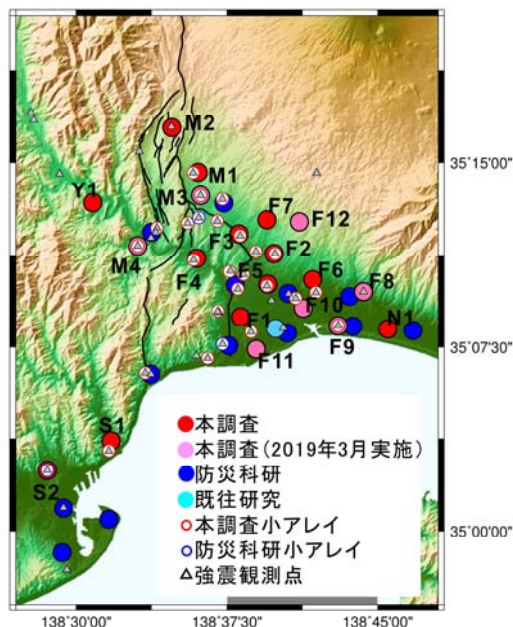 M2
M1
M3
Y1
F7
F12
F3
M4
F2
F4
F5
F6
F8
F10
F1
N1
F9
F11
S1
S2
本調査
本調査(2019年3月実施)
防災科研
既往研究
本調査小アレイ
防災科研小アレイ
強震観測点
35°15'00"
35°07'30"
35°00'00"
138°30'00"
138°37'30"
138°45'00"